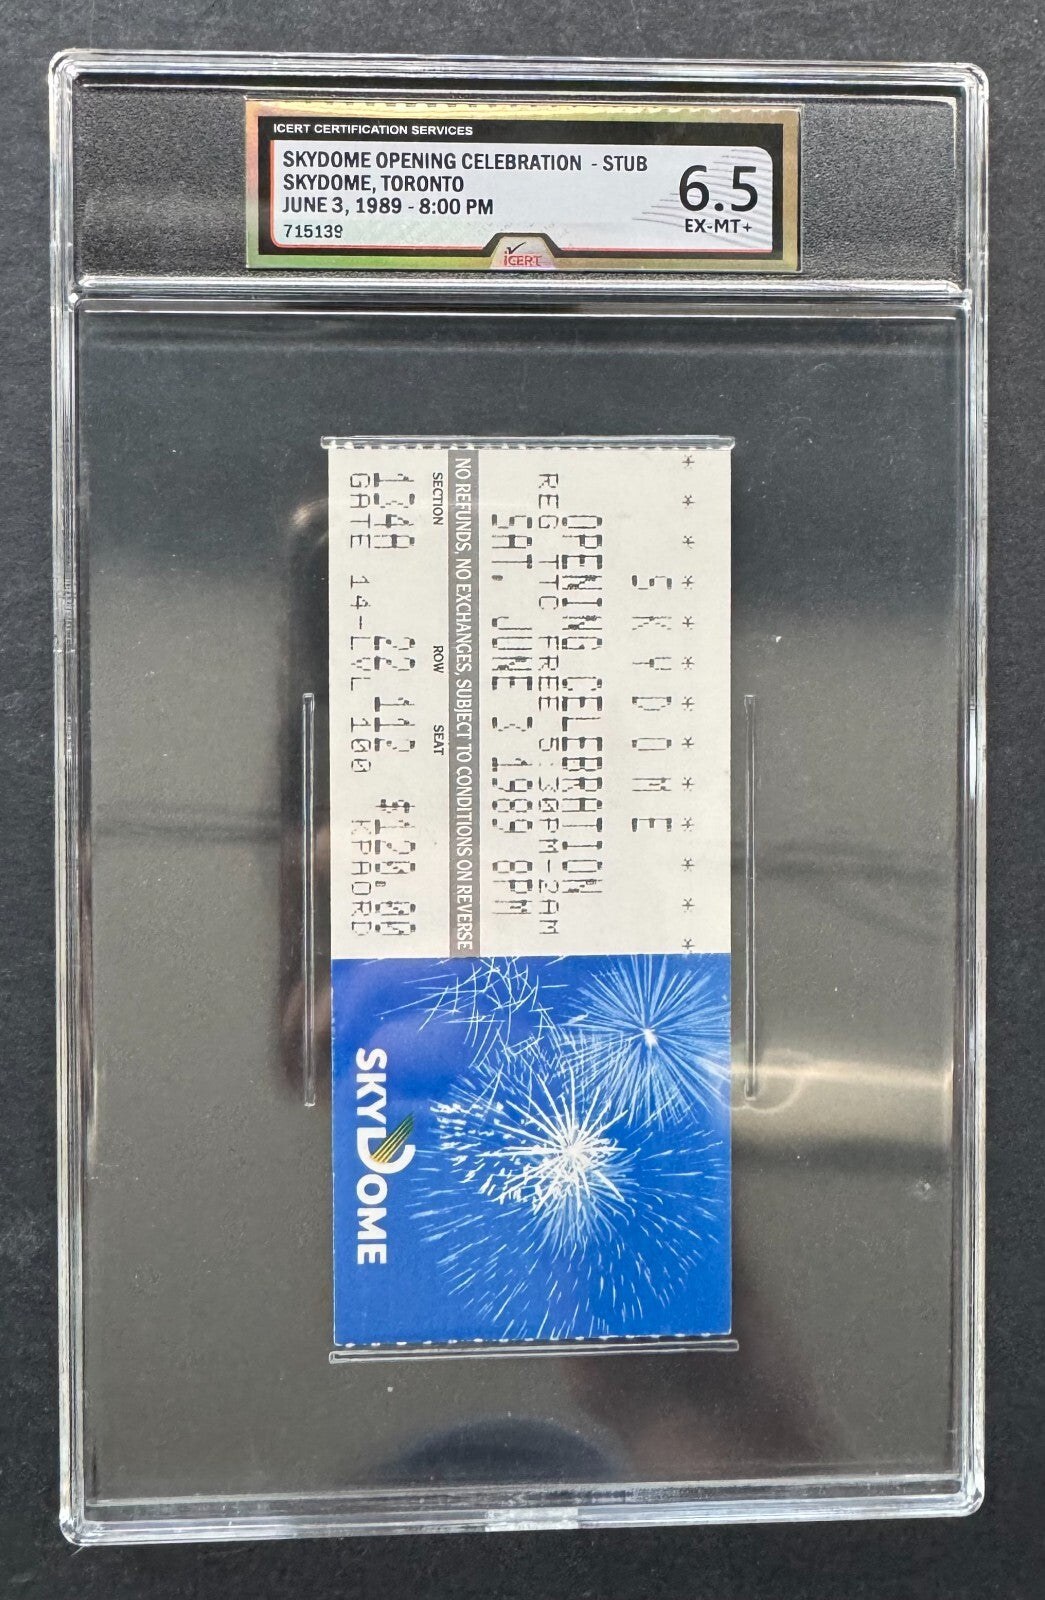 ICERT CERTIFICATION SERVICES
SKYDOME OPENING CELEBRATION - STUB
SKYDOME, TORONTO
JUNE 3, 1989 - 8:00 PM
715139
6.5
EX-MT+
iCERT
* * * * * * * * * * * * *
SKYDOME
OPENING CELEBRATION
REG TTC FREE 5:30PM-2AM
SAT. JUNE 3 1989 8PM
NO REFUNDS, NO EXCHANGES, SUBJECT TO CONDITIONS ON REVERSE
SECTION ROW SEAT
134A 22 112 $120.00
GATE 14-LVL 100 KPAORD
SKYDOME